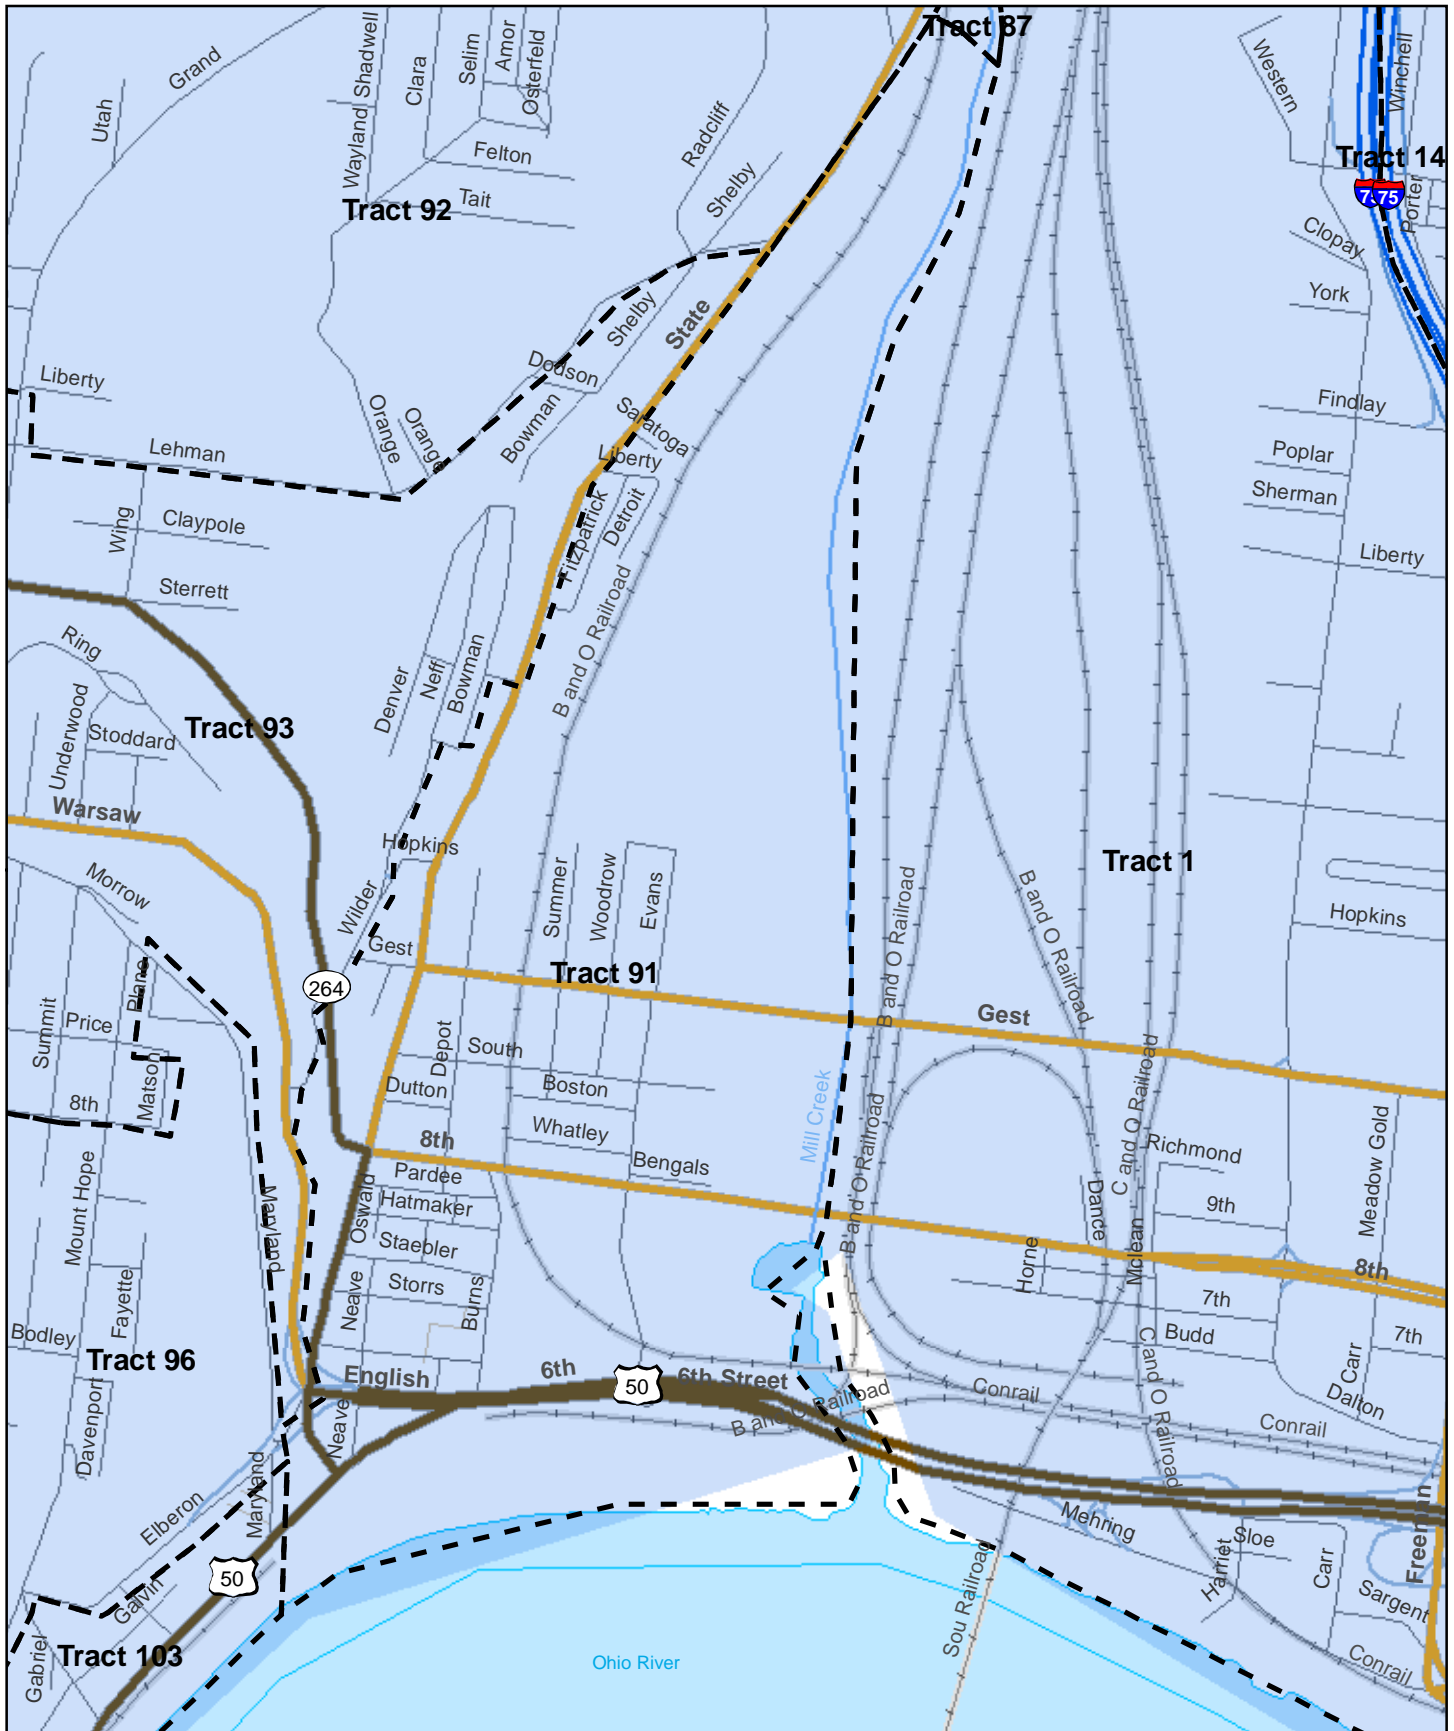 Tract 87
Grand
Utah
Wayland
Shadwell
Clara
Selim
Amor
Osterfeld
Radcliff
Western
Winchell
Felton
Tait
Shelby
Tract 92
Tract 14
75
Porter
Clopay
York
Shelby
State
Dodson
Liberty
Orange
Orange
Bowman
Saratoga
Findlay
Lehman
Liberty
Poplar
Sherman
Wing
Claypole
Fitzpatrick
Detroit
Liberty
Sterrett
B and O Railroad
Ring
Underwood
Stoddard
Tract 93
Denver
Neff
Bowman
Warsaw
Hopkins
Morrow
Wilder
Summer
Woodrow
Evans
Tract 1
B and O Railroad
B and O Railroad
Hopkins
Gest
Tract 91
264
Plane
Summit
Price
Gest
Depot
South
Matson
8th
Dutton
Boston
Mill Creek
B and O Railroad
C and O Railroad
Meadow Gold
8th
Whatley
Bengals
Richmond
Mount Hope
Maryland
Oswald
Pardee
Hatmaker
Dance
9th
Staebler
Horne
Mclean
8th
Fayette
Neave
Storrs
Burns
7th
Bodley
Budd
7th
Tract 96
English
6th
50
6th Street
Conrail
C and O Railroad
Carr
Dalton
Davenport
Neave
B and O Railroad
Conrail
Elberon
Maryland
Mehring
Freeman
Sloe
Harriet
Carr
50
Galvin
Sou Railroad
Sargent
Gabriel
Tract 103
Ohio River
Conrail